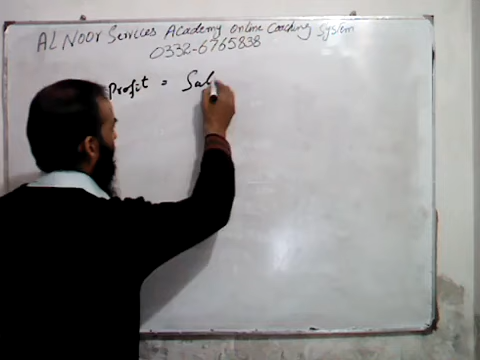 AL NOOR Services Academy Online Coaching System
0332-6765838
Profit = Sal